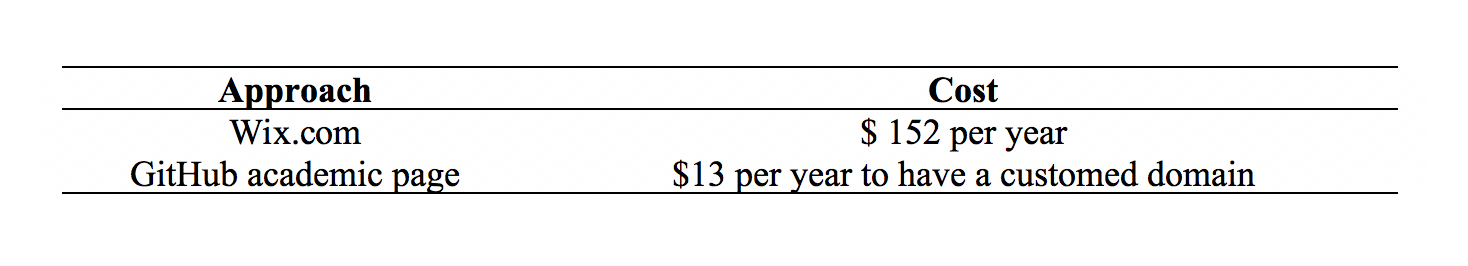 Approach Cost
Wix.com $ 152 per year
GitHub academic page $13 per year to have a customed domain